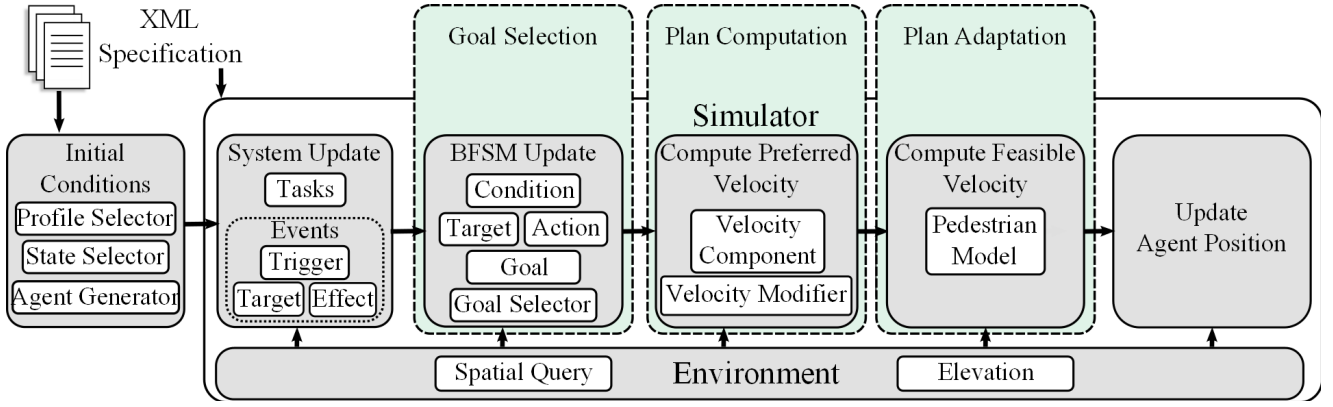 XML
Specification
Goal Selection
Plan Computation
Plan Adaptation
Simulator
Initial
Conditions
Profile Selector
State Selector
Agent Generator
System Update
Tasks
Events
Trigger
Target
Effect
BFSM Update
Condition
Target
Action
Goal
Goal Selector
Compute Preferred
Velocity
Velocity
Component
Velocity Modifier
Compute Feasible
Velocity
Pedestrian
Model
Update
Agent Position
Spatial Query
Environment
Elevation